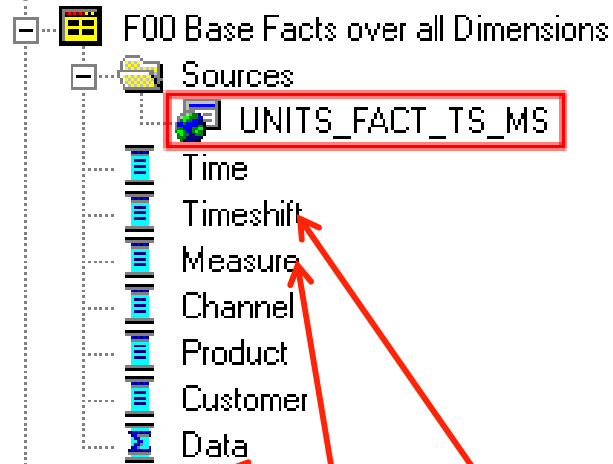 F00 Base Facts over all Dimensions
Sources
UNITS_FACT_TS_MS
Time
Timeshift
Measure
Channel
Product
Customer
Data